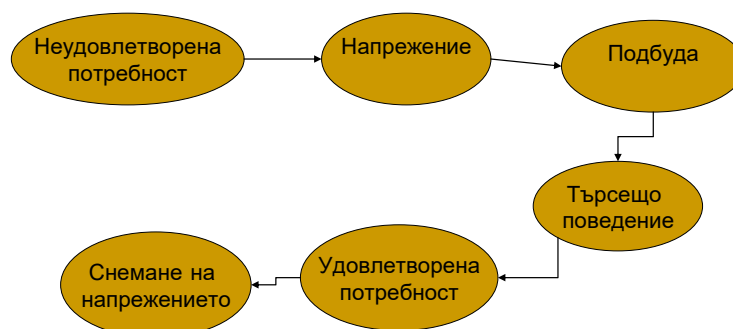 Неудовлетворена
потребност
Напрежение
Подбуда
Търсещо
поведение
Удовлетворена
потребност
Снемане на
напрежението